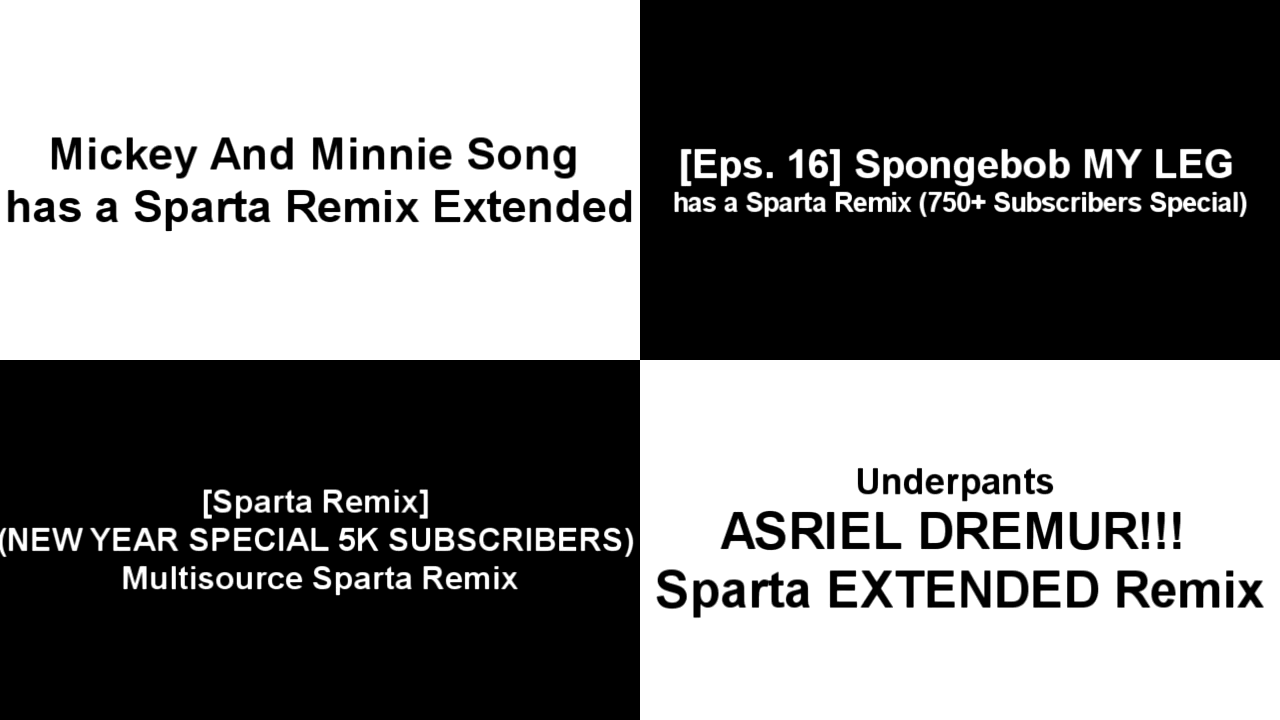 Mickey And Minnie Song
has a Sparta Remix Extended
[Eps. 16] Spongebob MY LEG
has a Sparta Remix (750+ Subscribers Special)
[Sparta Remix]
(NEW YEAR SPECIAL 5K SUBSCRIBERS)
Multisource Sparta Remix
Underpants
ASRIEL DREMUR!!!
Sparta EXTENDED Remix